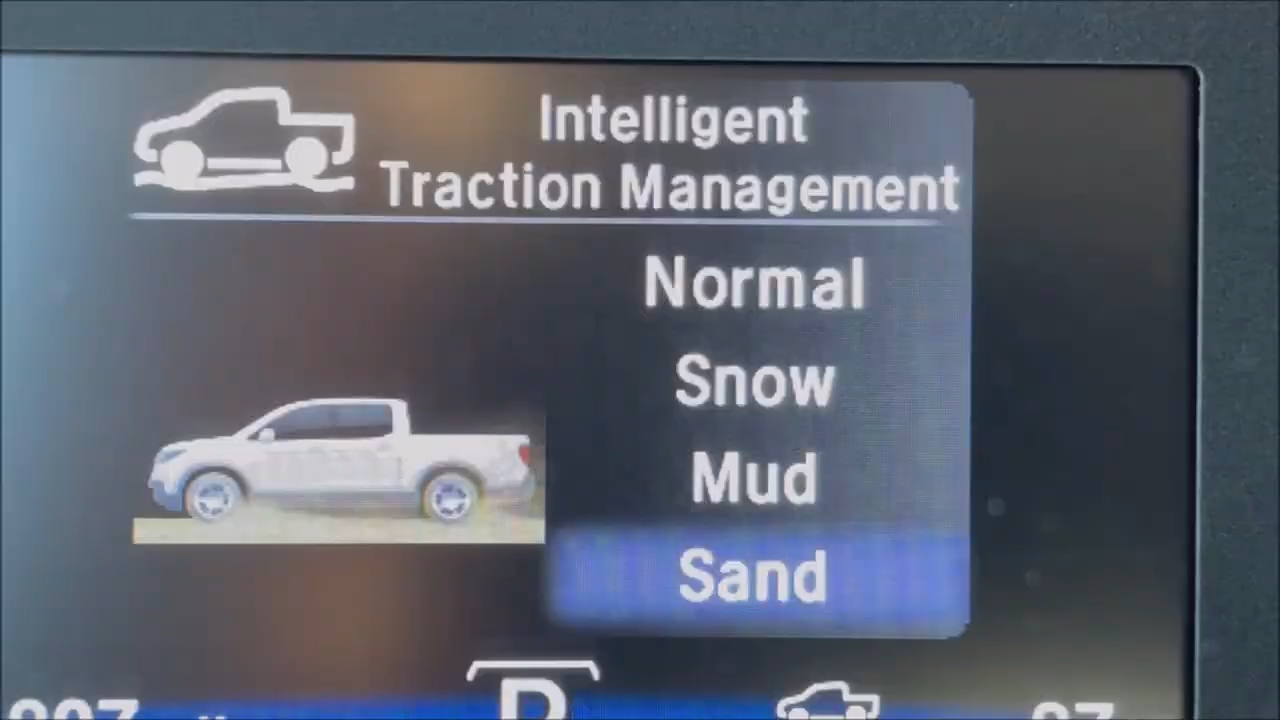 Intelligent
Traction Management
Normal
Snow
Mud
Sand